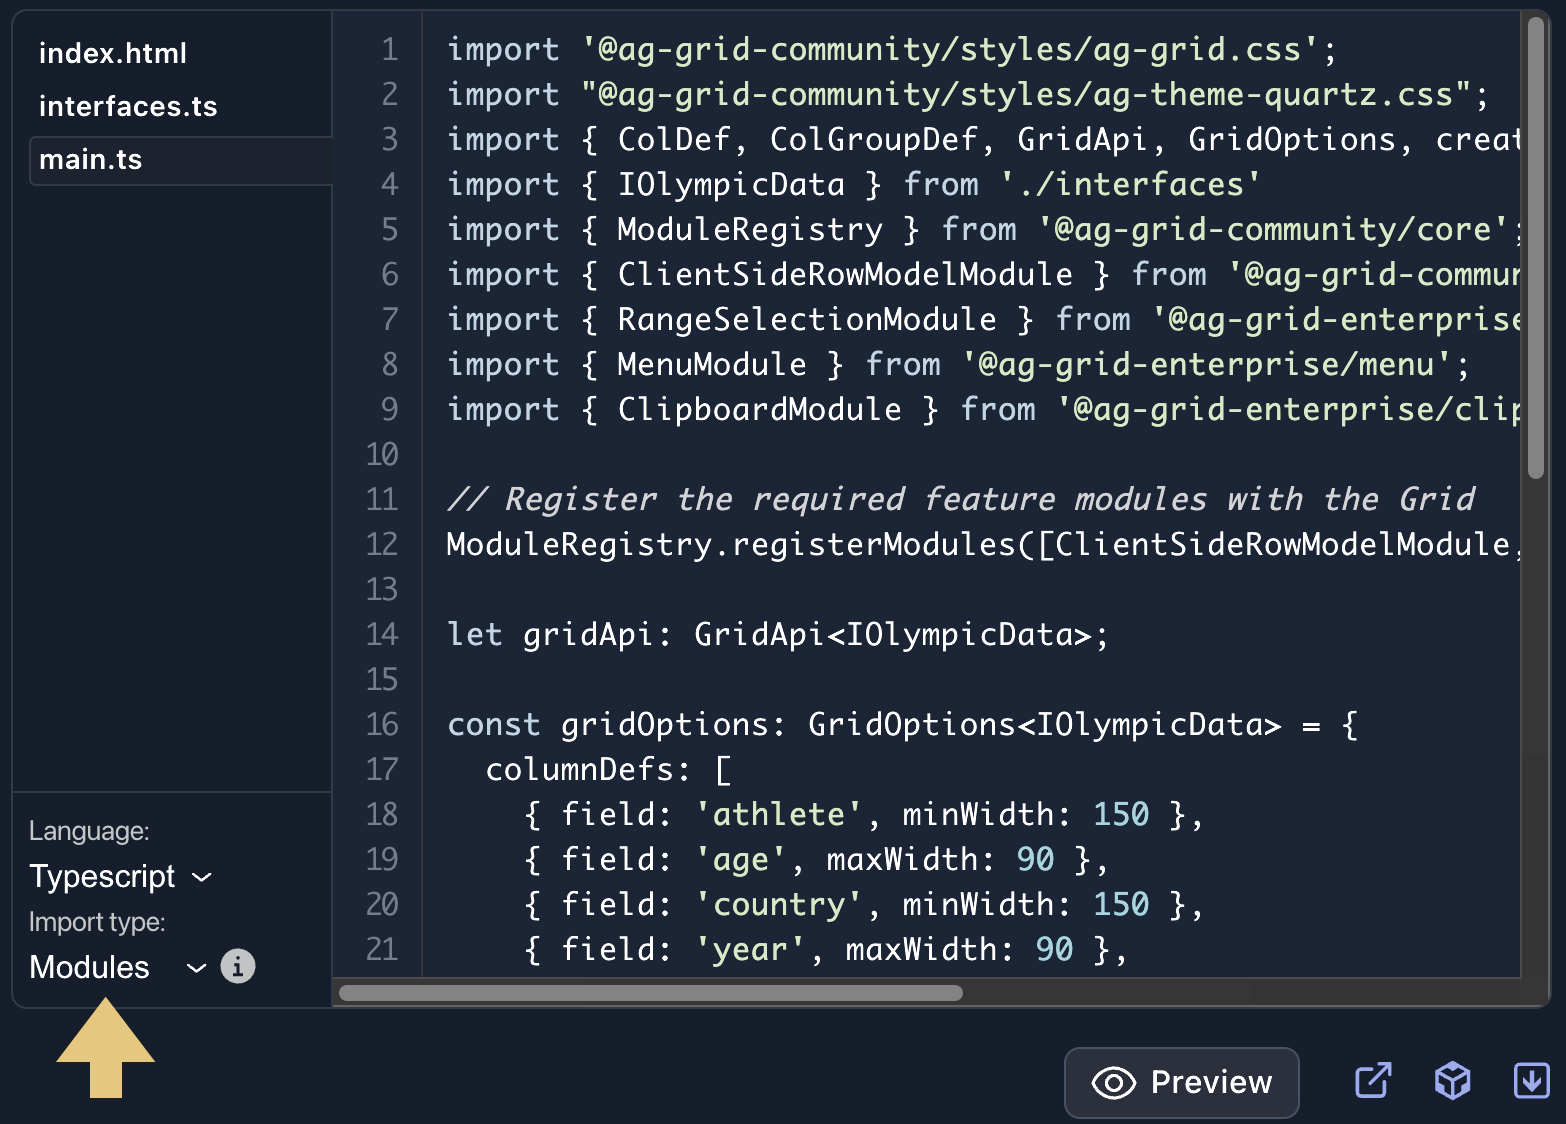 index.html
interfaces.ts
main.ts
1 import '@ag-grid-community/styles/ag-grid.css';
2 import "@ag-grid-community/styles/ag-theme-quartz.css";
3 import { ColDef, ColGroupDef, GridApi, GridOptions, creat
4 import { IOlympicData } from './interfaces'
5 import { ModuleRegistry } from '@ag-grid-community/core';
6 import { ClientSideRowModelModule } from '@ag-grid-commun
7 import { RangeSelectionModule } from '@ag-grid-enterprise
8 import { MenuModule } from '@ag-grid-enterprise/menu';
9 import { ClipboardModule } from '@ag-grid-enterprise/clip
10
11 // Register the required feature modules with the Grid
12 ModuleRegistry.registerModules([ClientSideRowModelModule,
13
14 let gridApi: GridApi<IOlympicData>;
15
16 const gridOptions: GridOptions<IOlympicData> = {
17   columnDefs: [
18     { field: 'athlete', minWidth: 150 },
19     { field: 'age', maxWidth: 90 },
20     { field: 'country', minWidth: 150 },
21     { field: 'year', maxWidth: 90 },
Language:
Typescript
Import type:
Modules
Preview